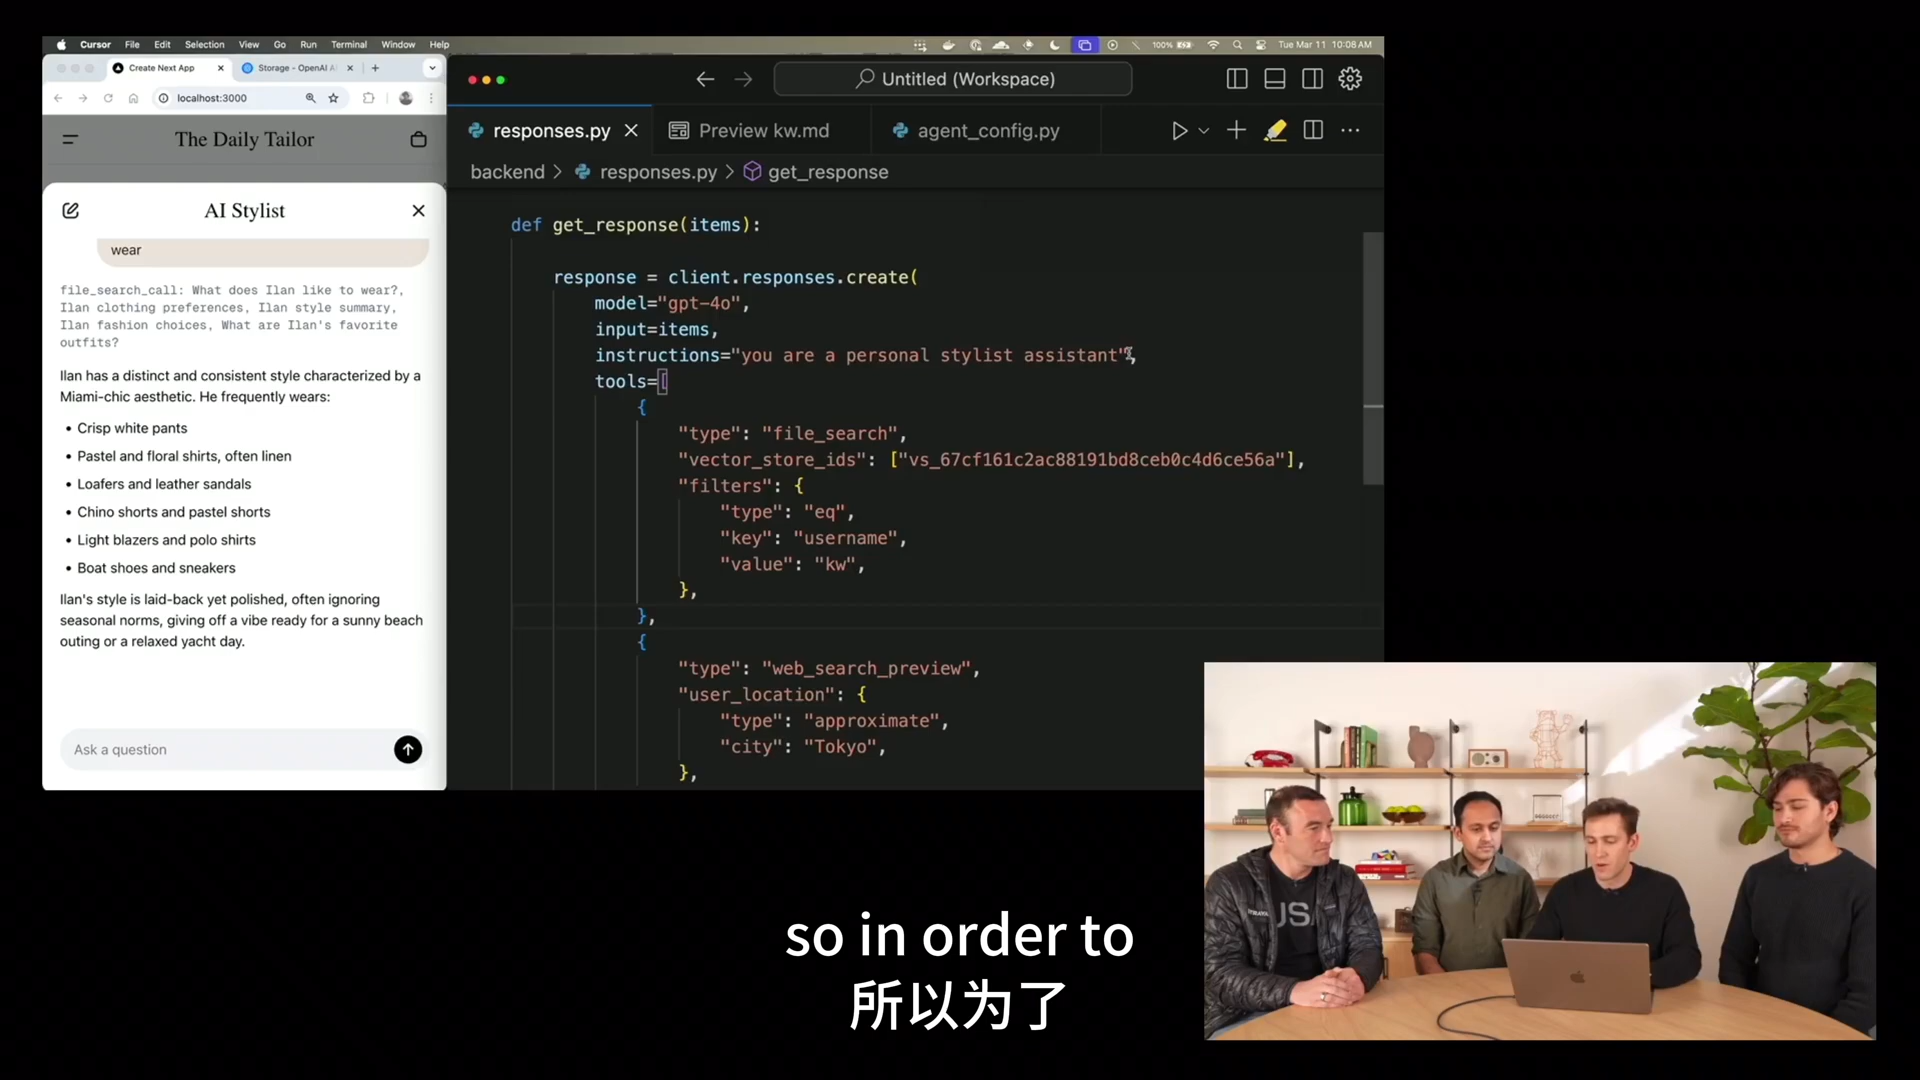 Cursor File Edit Selection View Go Run Terminal Window Help
100% Tue Mar 11 10:08 AM
Create Next App
Storage - OpenAI A
localhost:3000
The Daily Tailor
AI Stylist
wear
file_search_call: What does Ilan like to wear?,
Ilan clothing preferences, Ilan style summary,
Ilan fashion choices, What are Ilan's favorite
outfits?
Ilan has a distinct and consistent style characterized by a
Miami-chic aesthetic. He frequently wears:
• Crisp white pants
• Pastel and floral shirts, often linen
• Loafers and leather sandals
• Chino shorts and pastel shorts
• Light blazers and polo shirts
• Boat shoes and sneakers
Ilan's style is laid-back yet polished, often ignoring
seasonal norms, giving off a vibe ready for a sunny beach
outing or a relaxed yacht day.
Ask a question
Untitled (Workspace)
responses.py
Preview kw.md
agent_config.py
backend > responses.py > get_response
def get_response(items):
response = client.responses.create(
model="gpt-4o",
input=items,
instructions="you are a personal stylist assistant",
tools=[
{
"type": "file_search",
"vector_store_ids": ["vs_67cf161c2ac88191bd8ceb0c4d6ce56a"],
"filters": {
"type": "eq",
"key": "username",
"value": "kw",
},
},
{
"type": "web_search_preview",
"user_location": {
"type": "approximate",
"city": "Tokyo",
},
so in order to
所以为了